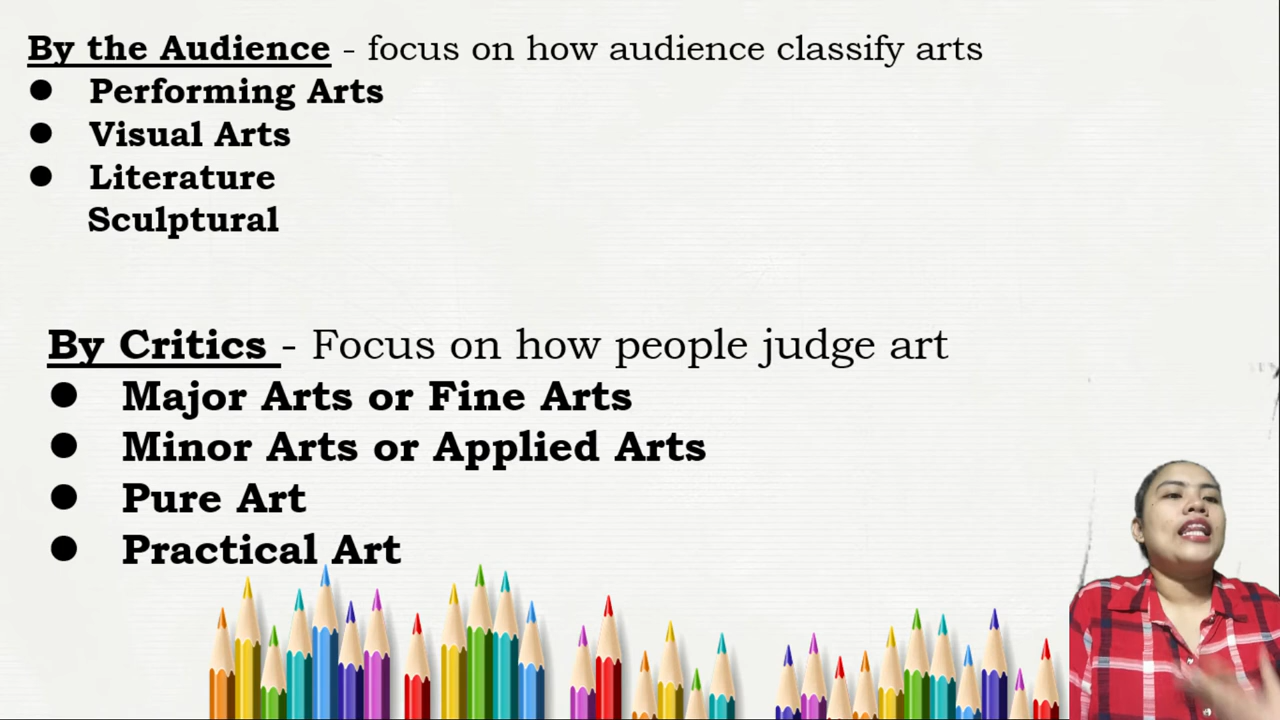 By the Audience - focus on how audience classify arts
● Performing Arts
● Visual Arts
● Literature
Sculptural
By Critics - Focus on how people judge art
● Major Arts or Fine Arts
● Minor Arts or Applied Arts
● Pure Art
● Practical Art